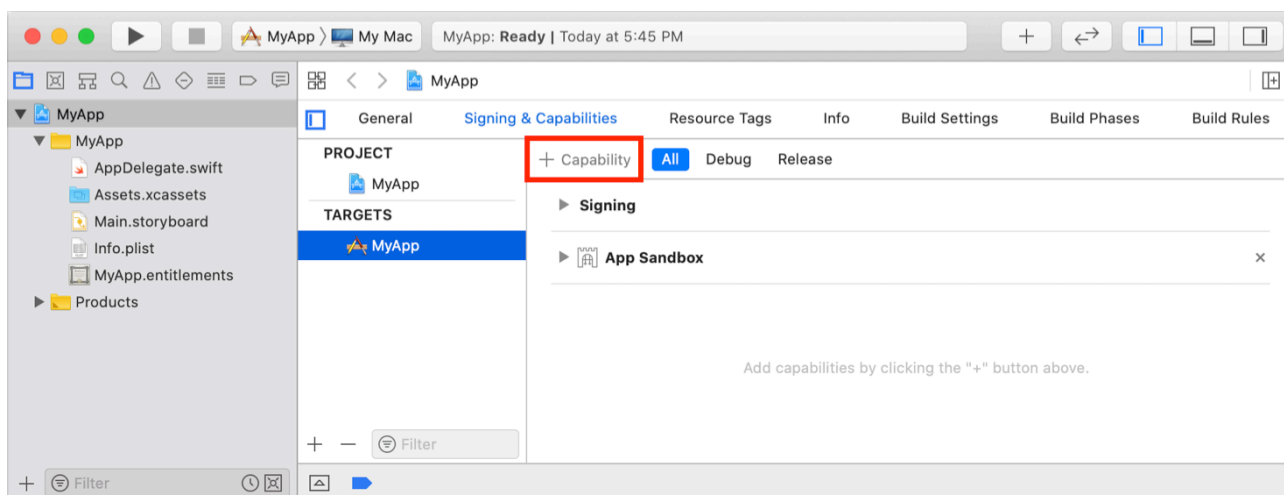 MyApp 〉 My Mac
MyApp: Ready | Today at 5:45 PM
MyApp
MyApp
AppDelegate.swift
Assets.xcassets
Main.storyboard
Info.plist
MyApp.entitlements
Products
Filter
MyApp
General Signing & Capabilities Resource Tags Info Build Settings Build Phases Build Rules
PROJECT
MyApp
TARGETS
MyApp
Filter
+ Capability All Debug Release
Signing
App Sandbox
Add capabilities by clicking the "+" button above.